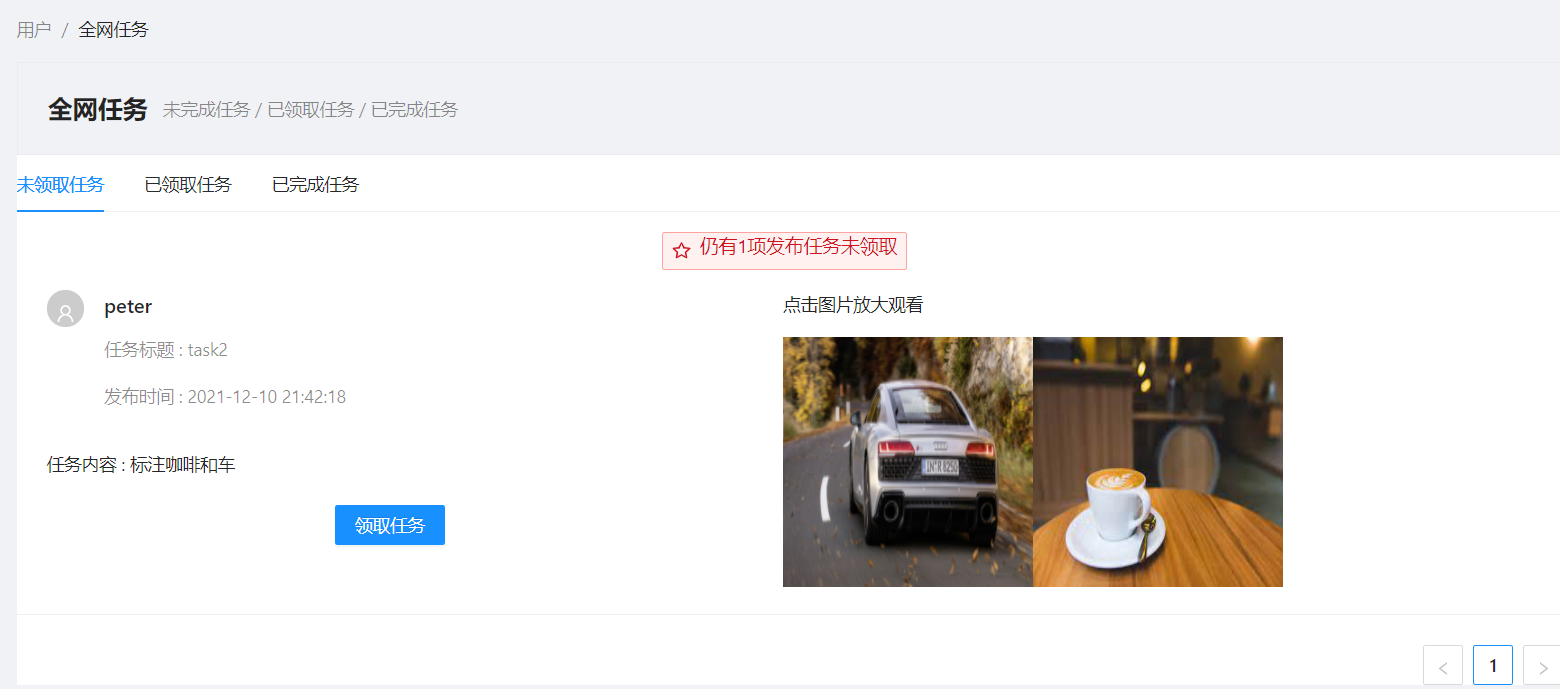 用户 / 全网任务
全网任务 未完成任务 / 已领取任务 / 已完成任务
未领取任务 已领取任务 已完成任务
仍有1项发布任务未领取
peter
任务标题 : task2
发布时间 : 2021-12-10 21:42:18
任务内容 : 标注咖啡和车
领取任务
点击图片放大观看
IN·R 8250
< 1 >